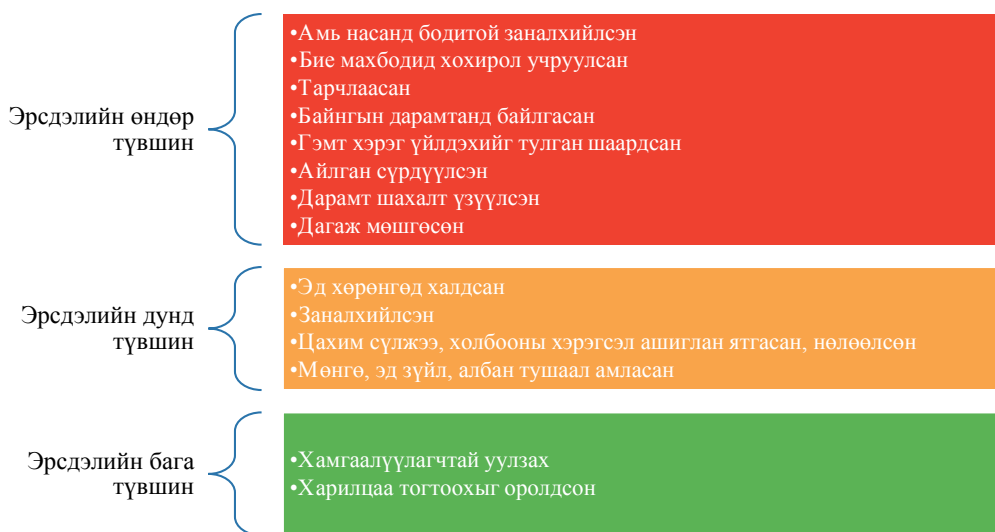 Эрсдэлийн өндөр
түвшин
•Амь насанд бодитой заналхийлсэн
•Бие махбодид хохирол учруулсан
•Тарчлаасан
•Байнгын дарамтанд байлгасан
•Гэмт хэрэг үйлдэхийг тулган шаардсан
•Айлган сүрдүүлсэн
•Дарамт шахалт үзүүлсэн
•Дагаж мөшгөсөн
Эрсдэлийн дунд
түвшин
•Эд хөрөнгөд халдсан
•Заналхийлсэн
•Цахим сүлжээ, холбооны хэрэгсэл ашиглан ятгасан, нөлөөлсөн
•Мөнгө, эд зүйл, албан тушаал амласан
Эрсдэлийн бага
түвшин
•Хамгаалүүлагчтай уулзах
•Харилцаа тогтоохыг оролдсон